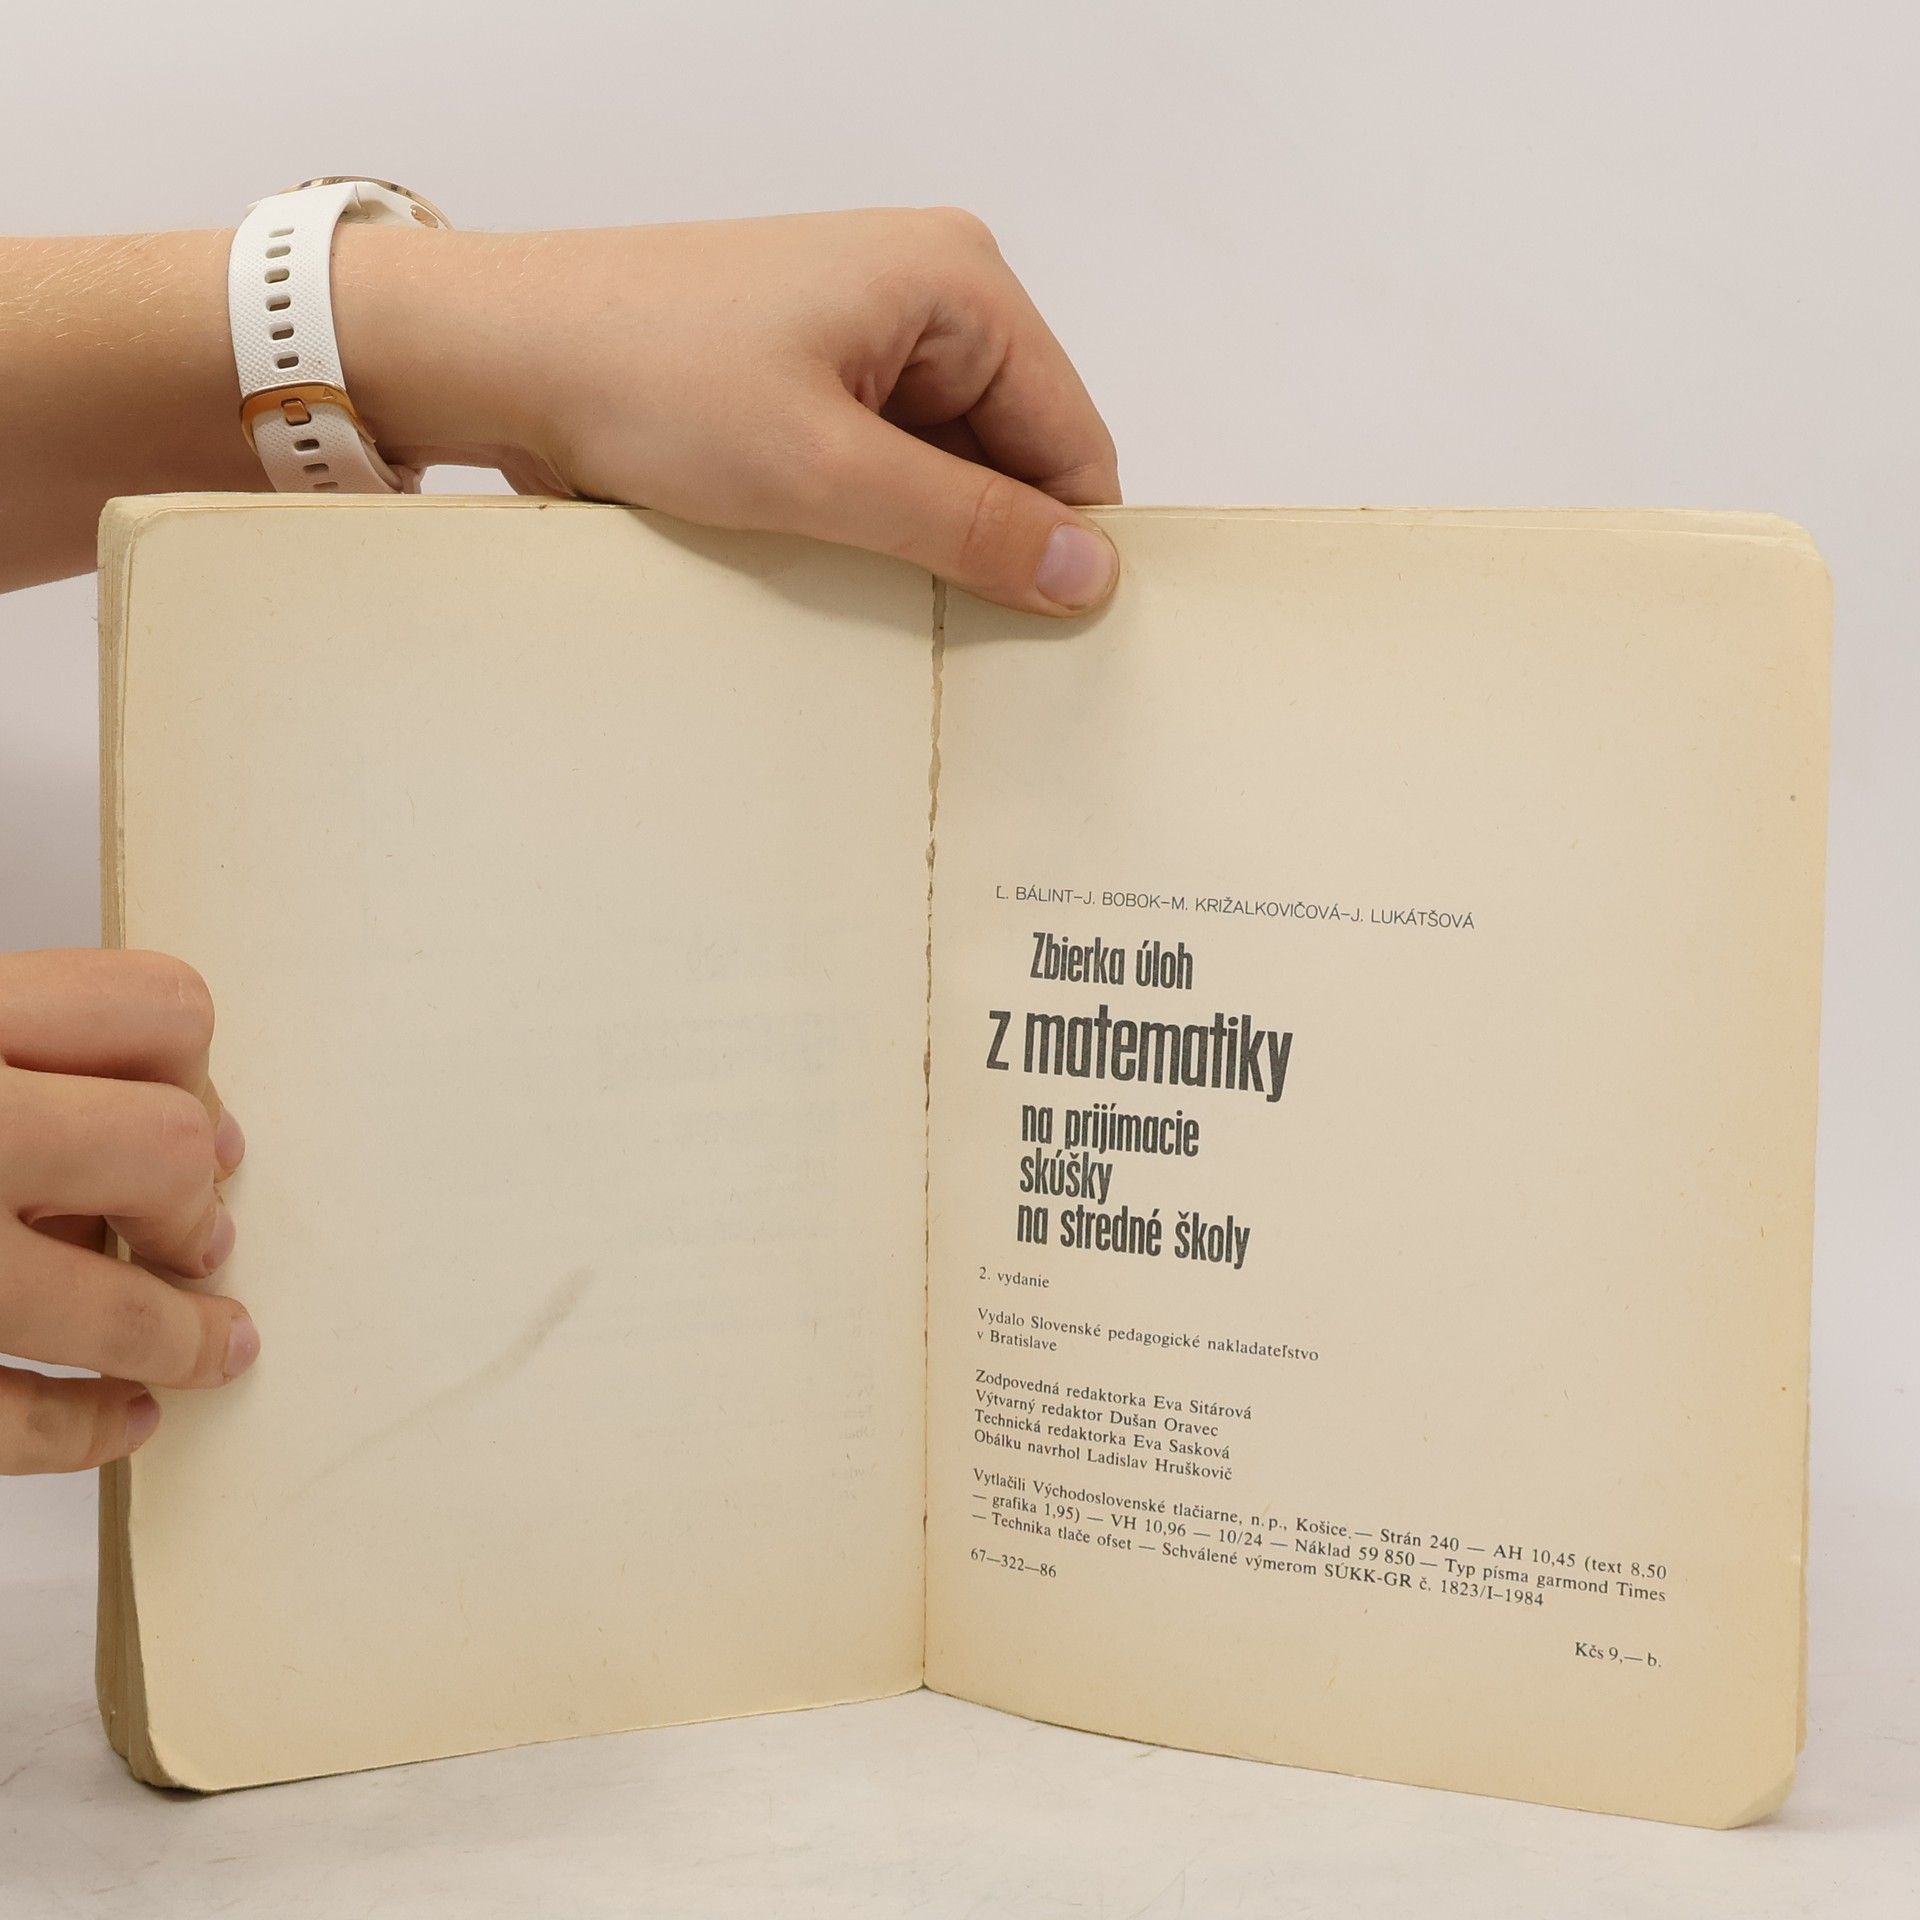 Ľ. BÁLINT–J. BOBOK–M. KRIŽALKOVIČOVÁ–J. LUKÁTŠOVÁ
Zbierka úloh
z matematiky
na prijímacie
skúšky
na stredné školy
2. vydanie
Vydalo Slovenské pedagogické nakladateľstvo
v Bratislave
Zodpovedná redaktorka Eva Sitárová
Výtvarný redaktor Dušan Oravec
Technická redaktorka Eva Sasková
Obálku navrhol Ladislav Hruškovič
Vytlačili Východoslovenské tlačiarne, n. p., Košice. — Strán 240 — AH 10,45 (text 8,50
— grafika 1,95) — VH 10,96 — 10/24 — Náklad 59 850 — Typ písma garmond Times
— Technika tlače ofset — Schválené výmerom SÚKK-GR č. 1823/I–1984
67—322—86
Kčs 9,— b.